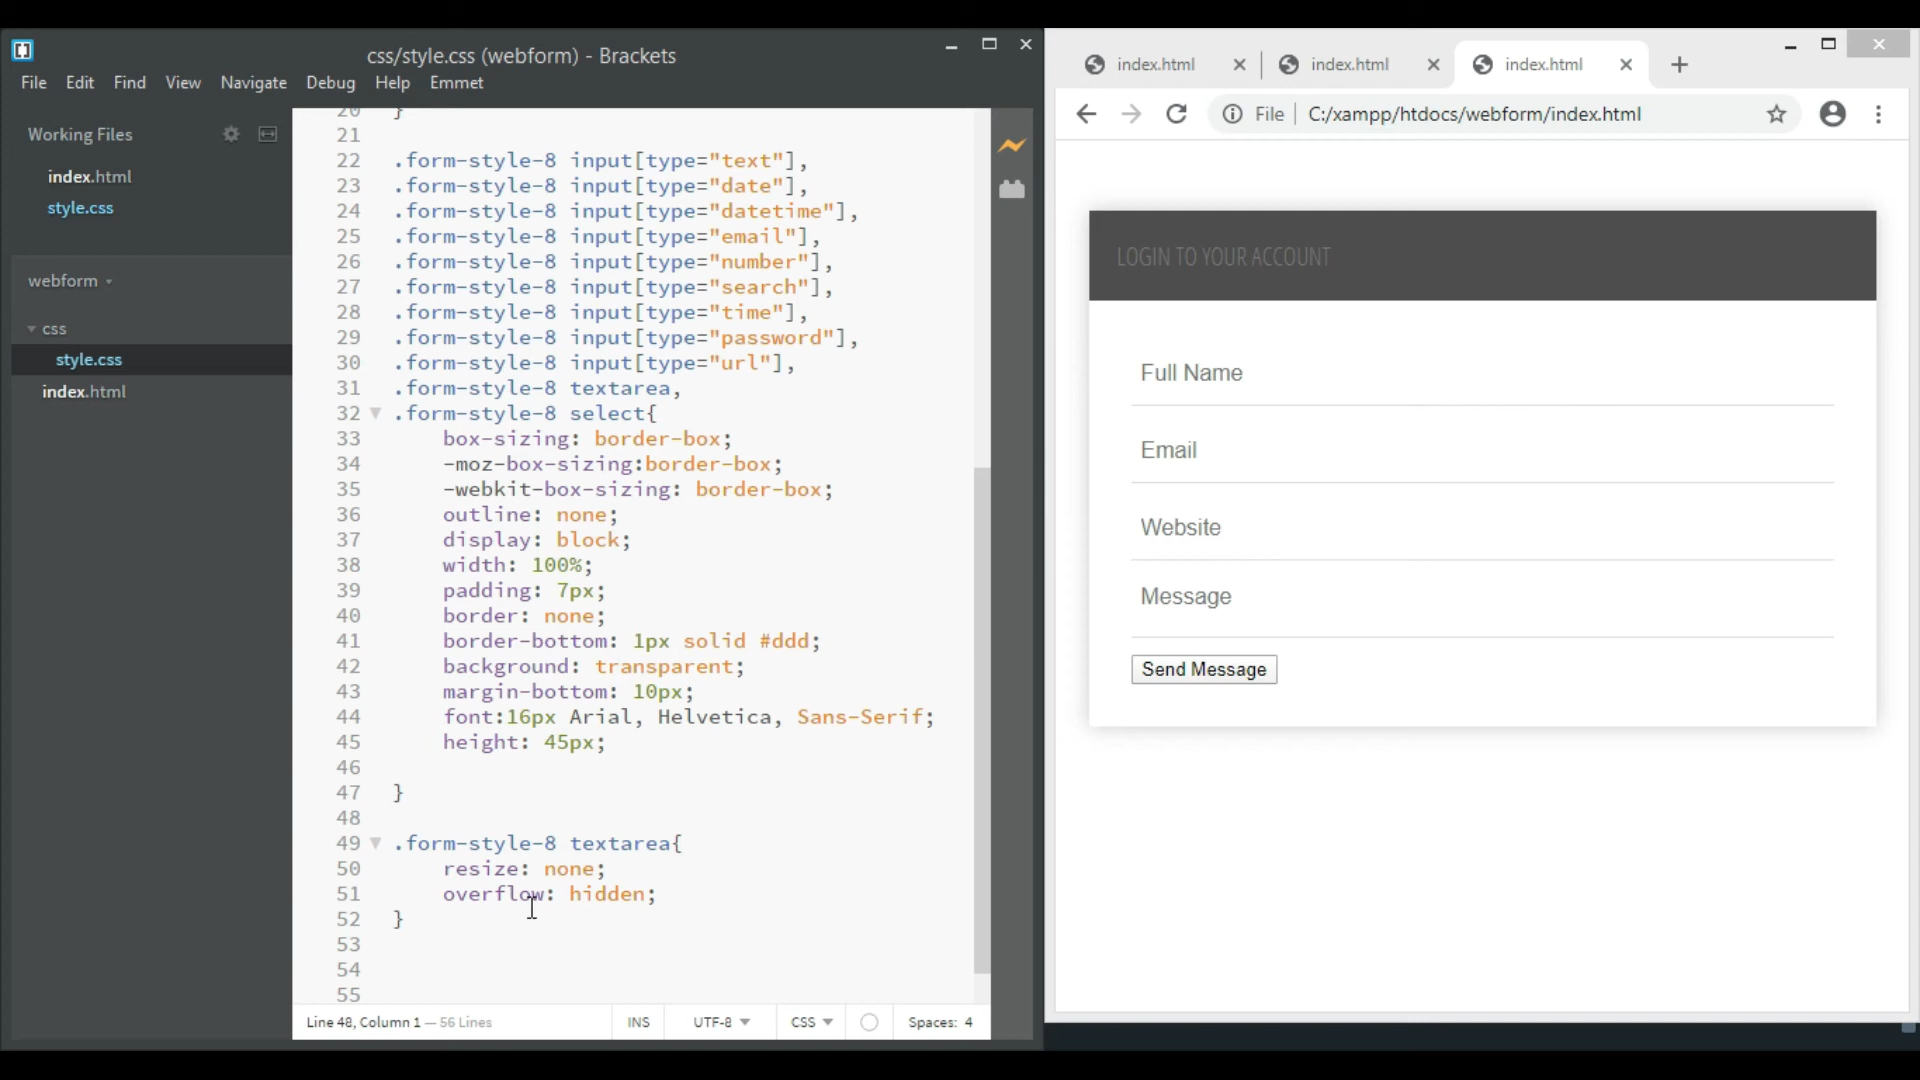 css/style.css (webform) - Brackets
File Edit Find View Navigate Debug Help Emmet
Working Files
index.html
style.css
webform
css
style.css
index.html
20 }
21
22 .form-style-8 input[type="text"],
23 .form-style-8 input[type="date"],
24 .form-style-8 input[type="datetime"],
25 .form-style-8 input[type="email"],
26 .form-style-8 input[type="number"],
27 .form-style-8 input[type="search"],
28 .form-style-8 input[type="time"],
29 .form-style-8 input[type="password"],
30 .form-style-8 input[type="url"],
31 .form-style-8 textarea,
32 .form-style-8 select{
33 box-sizing: border-box;
34 -moz-box-sizing:border-box;
35 -webkit-box-sizing: border-box;
36 outline: none;
37 display: block;
38 width: 100%;
39 padding: 7px;
40 border: none;
41 border-bottom: 1px solid #ddd;
42 background: transparent;
43 margin-bottom: 10px;
44 font:16px Arial, Helvetica, Sans-Serif;
45 height: 45px;
46
47 }
48
49 .form-style-8 textarea{
50 resize: none;
51 overflow: hidden;
52 }
53
54
55
Line 48, Column 1 — 56 Lines INS UTF-8 CSS Spaces: 4
index.html index.html index.html
File C:/xampp/htdocs/webform/index.html
LOGIN TO YOUR ACCOUNT
Full Name
Email
Website
Message
Send Message